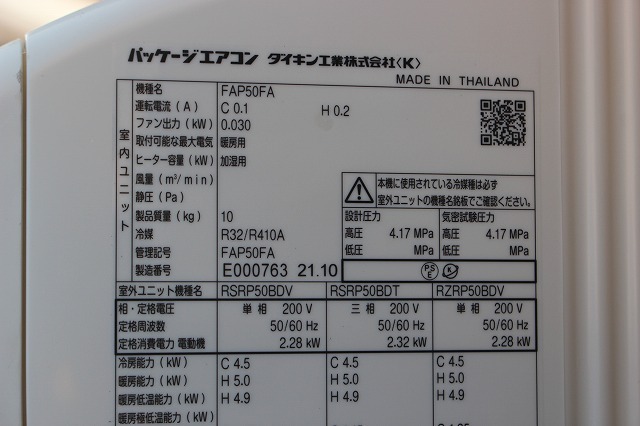 パッケージエアコン ダイキン工業株式会社〈K〉
MADE IN THAILAND
室内ユニット
機種名 FAP50FA
運転電流 (A) C 0.1 H 0.2
ファン出力 (kW) 0.030
取付可能な最大電気 暖房用
ヒーター容量 (kW) 加湿用
風量 (m³/min)
静圧 (Pa)
製品質量 (kg) 10
冷媒 R32/R410A
管理記号 FAP50FA
製造番号 E000763 21.10
本機に使用されている冷媒種は必ず
室外ユニットの機種名銘板でご確認ください。
設計圧力 気密試験圧力
高圧 4.17 MPa 高圧 4.17 MPa
低圧 MPa 低圧 MPa
PSE
室外ユニット機種名 RSRP50BDV RSRP50BDT RZRP50BDV
相・定格電圧 単相 200 V 三相 200 V 単相 200 V
定格周波数 50/60 Hz 50/60 Hz 50/60 Hz
定格消費電力 電動機 2.28 kW 2.32 kW 2.28 kW
冷房能力 (kW) C 4.5 C 4.5 C 4.5
暖房能力 (kW) H 5.0 H 5.0 H 5.0
暖房低温能力 (kW) H 4.9 H 4.9 H 4.9
暖房極低温能力 (kW)